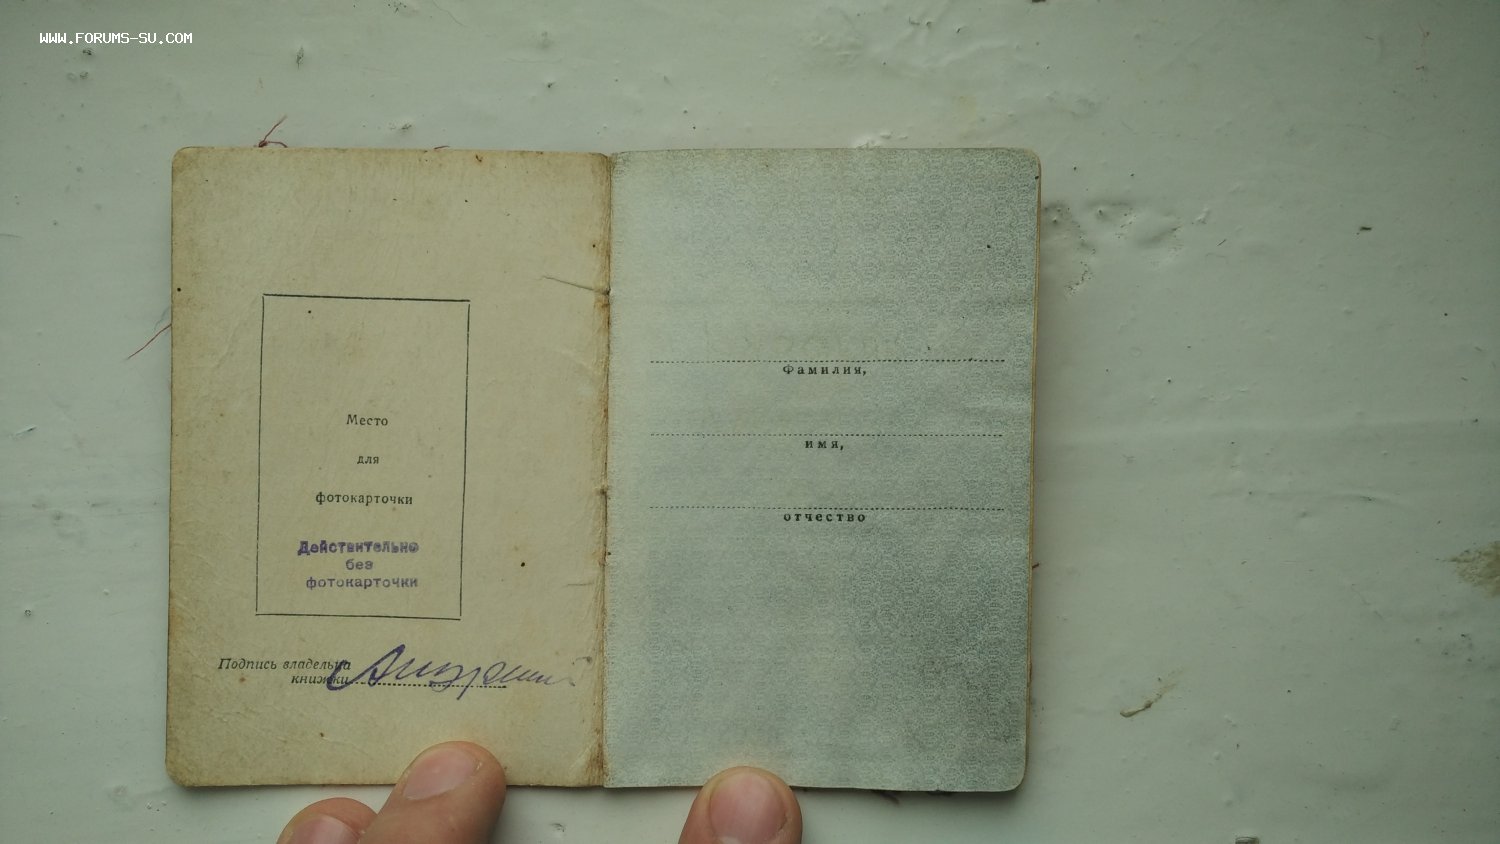 WWW.FORUMS-SU.COM
Место
для
фотокарточки
Действительно
без
фотокарточки
Подпись владельца
книжки
Фамилия,
имя,
отчество